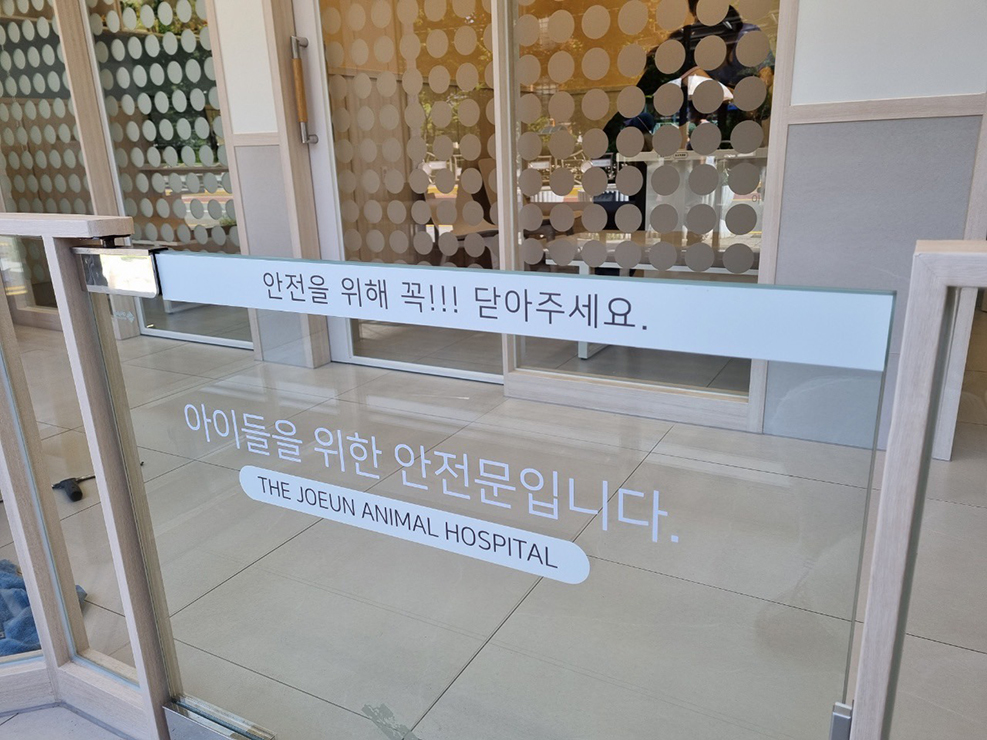 안전을 위해 꼭!!! 닫아주세요.
아이들을 위한 안전문입니다.
THE JOEUN ANIMAL HOSPITAL